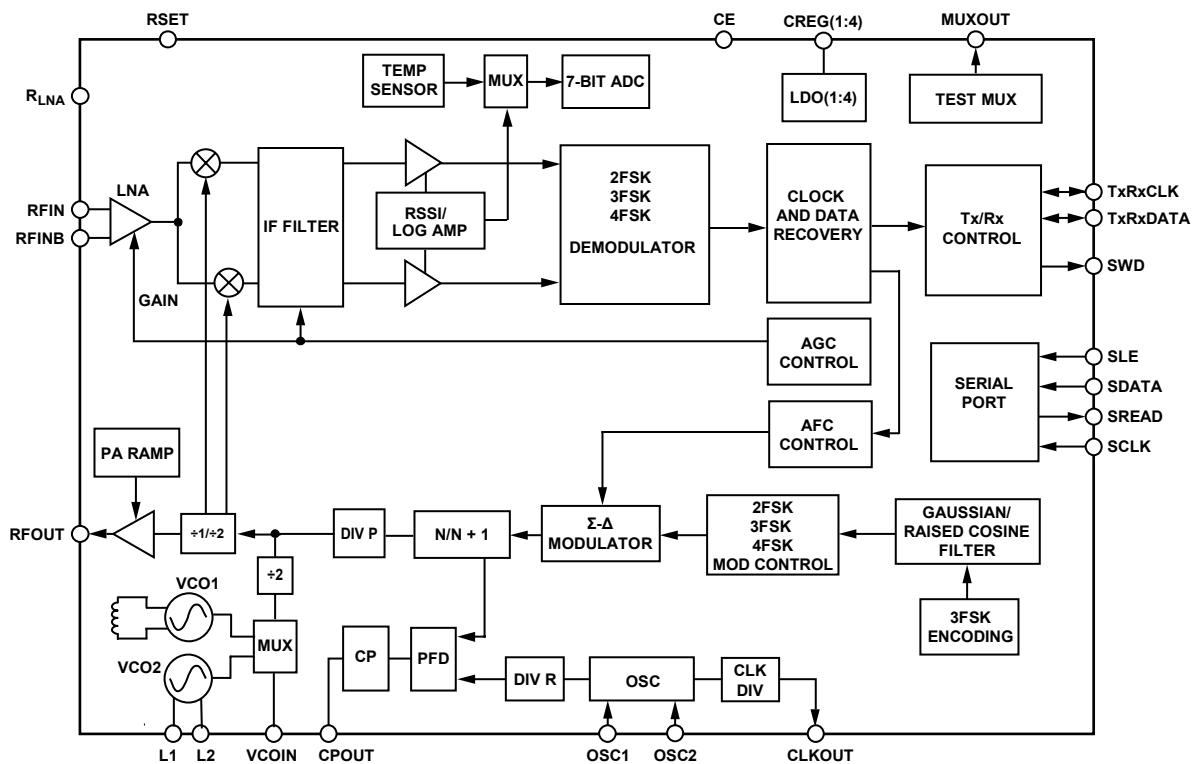 RSET
CE
CREG(1:4)
MUXOUT
RLNA
TEMP
SENSOR
MUX
7-BIT ADC
LDO(1:4)
TEST MUX
LNA
RFIN
RFINB
GAIN
IF FILTER
RSSI/
LOG AMP
2FSK
3FSK
4FSK
DEMODULATOR
CLOCK
AND DATA
RECOVERY
Tx/Rx
CONTROL
TxRxCLK
TxRxDATA
SWD
AGC
CONTROL
SERIAL
PORT
SLE
SDATA
SREAD
SCLK
AFC
CONTROL
PA RAMP
RFOUT
÷1/÷2
DIV P
N/N + 1
Σ-Δ
MODULATOR
2FSK
3FSK
4FSK
MOD CONTROL
GAUSSIAN/
RAISED COSINE
FILTER
3FSK
ENCODING
÷2
VCO1
MUX
VCO2
CP
PFD
DIV R
OSC
CLK
DIV
L1
L2
VCOIN
CPOUT
OSC1
OSC2
CLKOUT